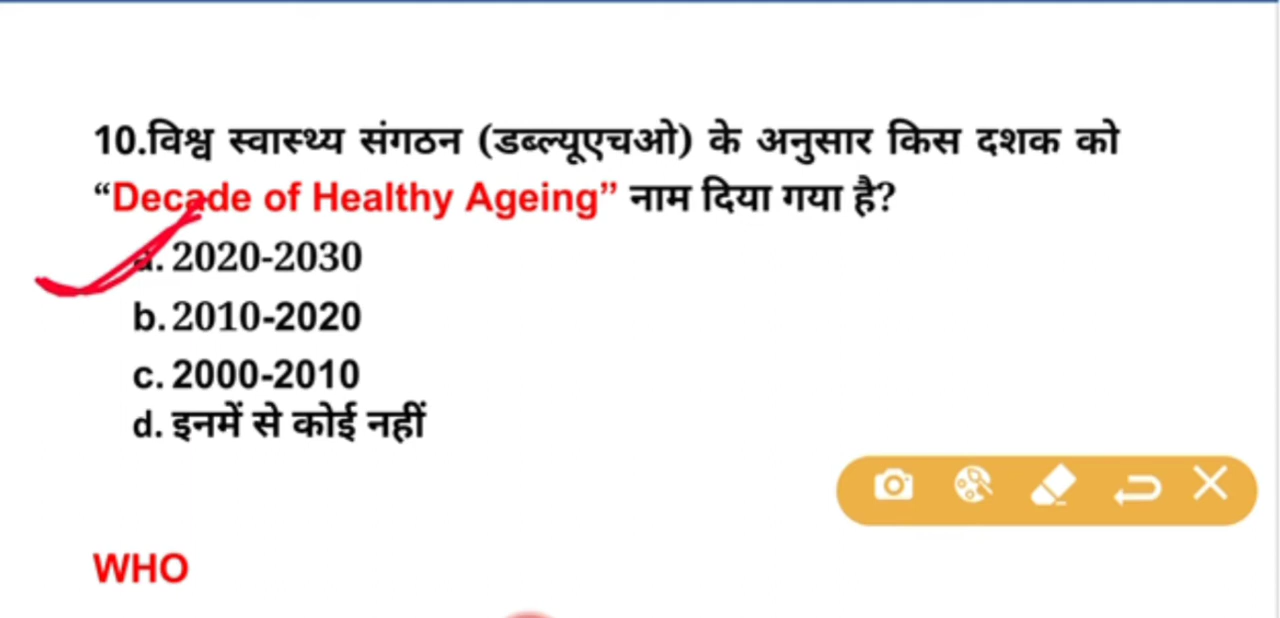 10.विश्व स्वास्थ्य संगठन (डब्ल्यूएचओ) के अनुसार किस दशक को
“Decade of Healthy Ageing” नाम दिया गया है?
a. 2020-2030
b. 2010-2020
c. 2000-2010
d. इनमें से कोई नहीं
WHO